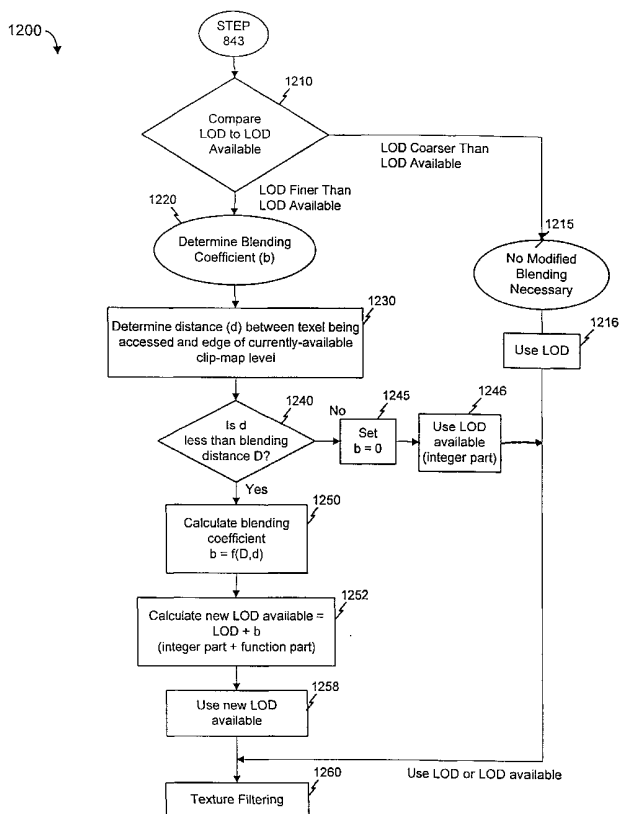 1200
STEP
843
1210
Compare
LOD to LOD
Available
LOD Coarser Than
LOD Available
LOD Finer Than
LOD Available
1220
Determine Blending
Coefficient (b)
1215
No Modified
Blending
Necessary
1230
Determine distance (d) between texel being
accessed and edge of currently-available
clip-map level
1216
Use LOD
1240
Is d
less than blending
distance D?
No
1245
Set
b = 0
1246
Use LOD
available
(integer part)
Yes
1250
Calculate blending
coefficient
b = f(D,d)
1252
Calculate new LOD available =
LOD + b
(integer part + function part)
1258
Use new LOD
available
Use LOD or LOD available
1260
Texture Filtering